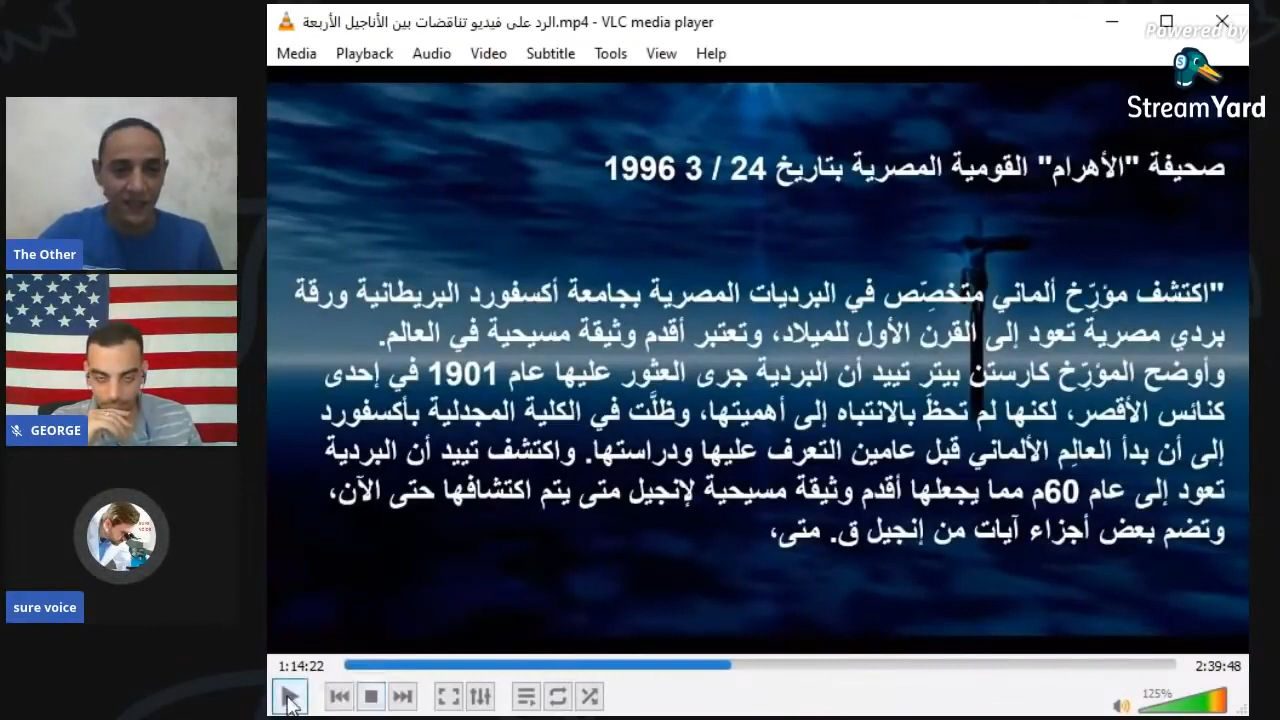 الرد على فيديو تناقضات بين الأناجيل الأربعة.mp4 - VLC media player
Media Playback Audio Video Subtitle Tools View Help
Powered by
StreamYard
صحيفة "الأهرام" القومية المصرية بتاريخ 24 / 3 1996
"اكتشف مؤرِّخ ألماني متخصِّص في البرديات المصرية بجامعة أكسفورد البريطانية ورقة
بردي مصرية تعود إلى القرن الأول للميلاد، وتعتبر أقدم وثيقة مسيحية في العالم.
وأوضح المؤرِّخ كارستن بيتر تييد أن البردية جرى العثور عليها عام 1901 في إحدى
كنائس الأقصر، لكنها لم تحظَ بالانتباه إلى أهميتها، وظلَّت في الكلية المجدلية بأكسفورد
إلى أن بدأ العالِم الألماني قبل عامين التعرف عليها ودراستها. واكتشف تييد أن البردية
تعود إلى عام 60م مما يجعلها أقدم وثيقة مسيحية لإنجيل متى يتم اكتشافها حتى الآن،
وتضم بعض أجزاء آيات من إنجيل ق. متى،
The Other
GEORGE
sure voice
1:14:22
2:39:48
125%